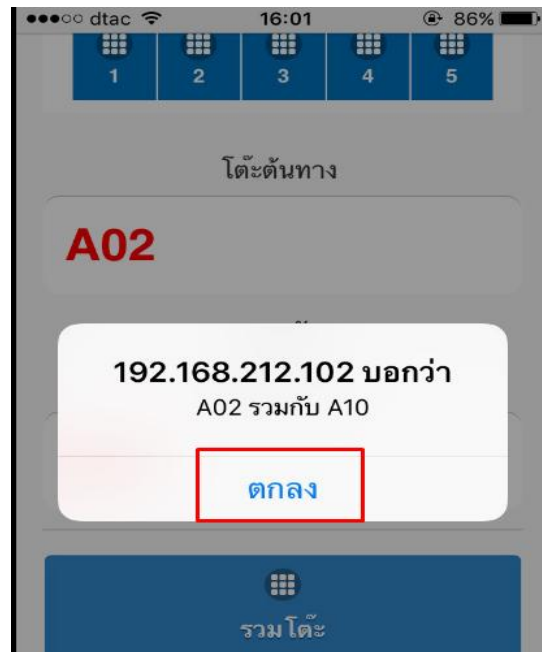 dtac 16:01 86%
1 2 3 4 5
โต๊ะต้นทาง
A02
192.168.212.102 บอกว่า
A02 รวมกับ A10
ตกลง
รวมโต๊ะ